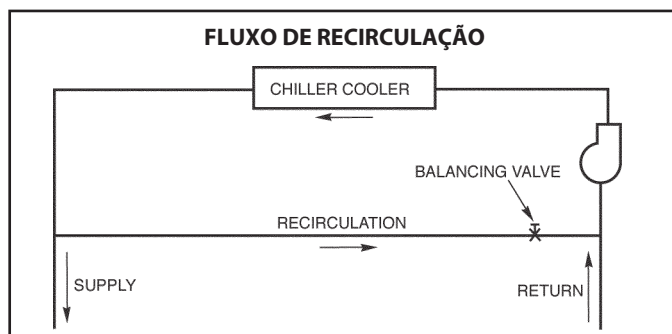 FLUXO DE RECIRCULAÇÃO
CHILLER COOLER
BALANCING VALVE
RECIRCULATION
SUPPLY
RETURN